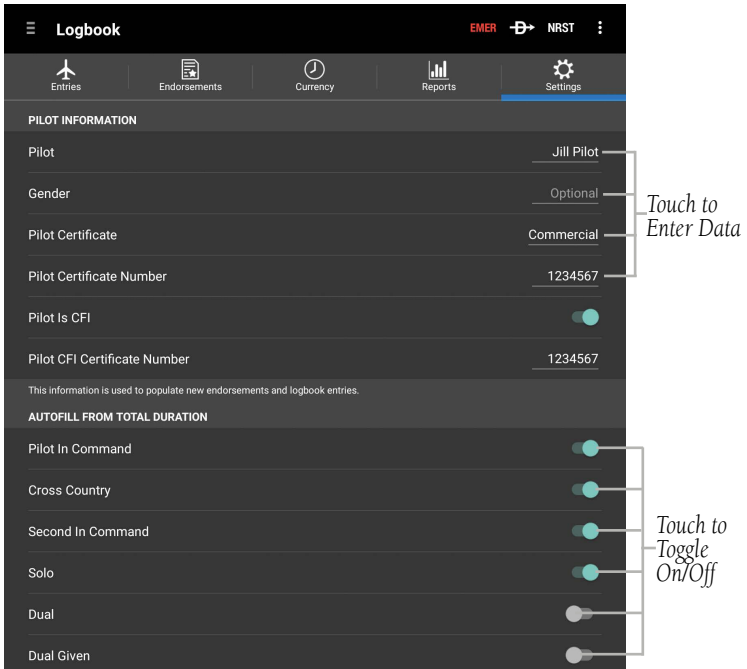 Logbook
EMER D NRST
Entries Endorsements Currency Reports Settings
PILOT INFORMATION
Pilot Jill Pilot
Gender Optional
Touch to
Enter Data
Pilot Certificate Commercial
Pilot Certificate Number 1234567
Pilot Is CFI
Pilot CFI Certificate Number 1234567
This information is used to populate new endorsements and logbook entries.
AUTOFILL FROM TOTAL DURATION
Pilot In Command
Cross Country
Second In Command
Touch to
Toggle
On/Off
Solo
Dual
Dual Given